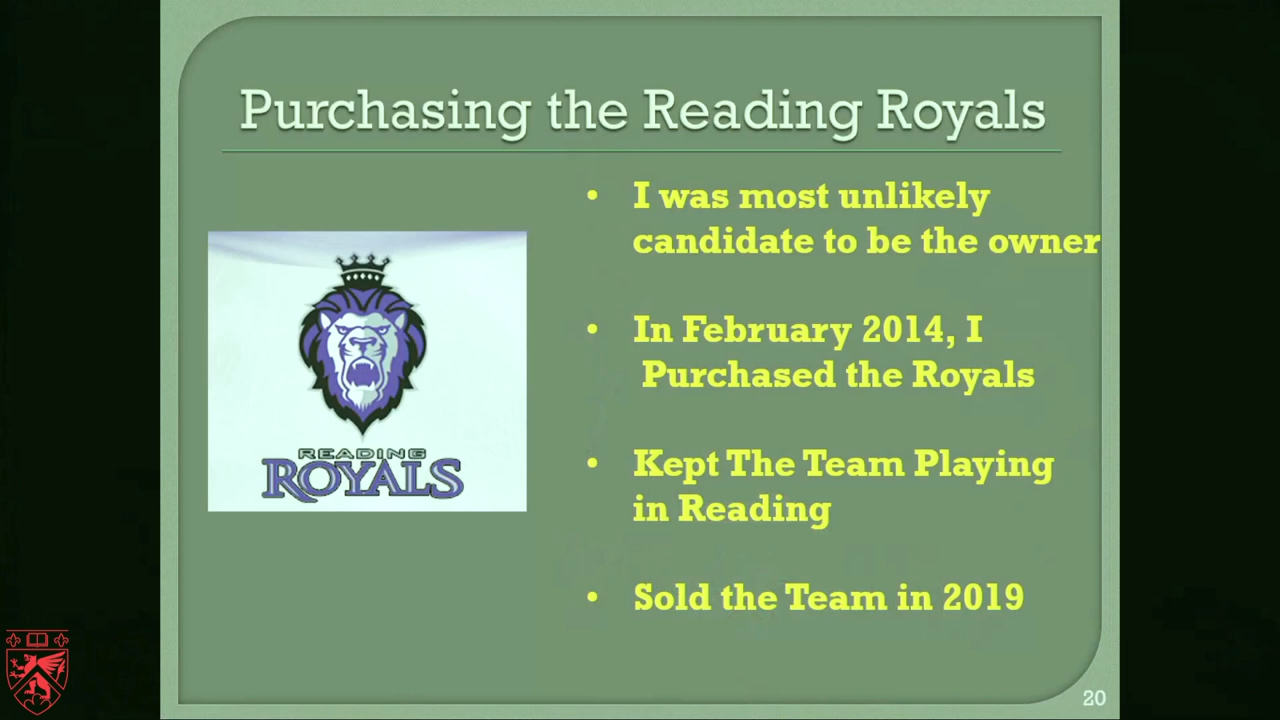 Purchasing the Reading Royals
• I was most unlikely
candidate to be the owner
• In February 2014, I
Purchased the Royals
• Kept The Team Playing
in Reading
• Sold the Team in 2019
READING
ROYALS
20